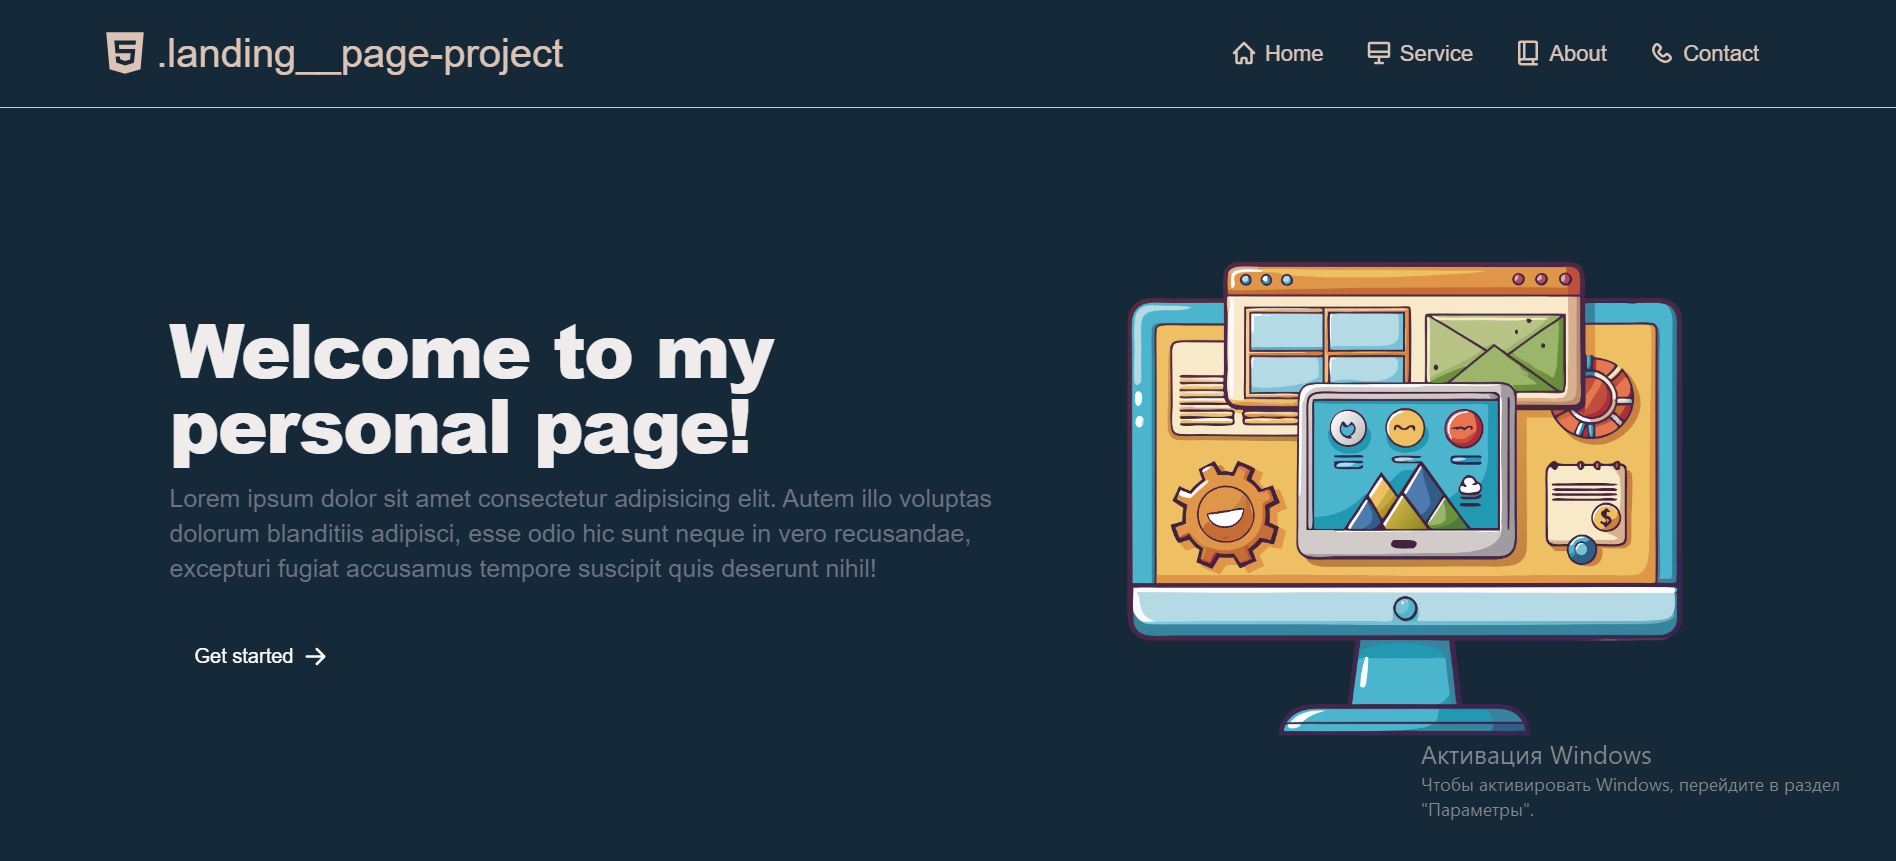 .landing__page-project
Home
Service
About
Contact
Welcome to my
personal page!
Lorem ipsum dolor sit amet consectetur adipisicing elit. Autem illo voluptas
dolorum blanditiis adipisci, esse odio hic sunt neque in vero recusandae,
excepturi fugiat accusamus tempore suscipit quis deserunt nihil!
Get started
$
Активация Windows
Чтобы активировать Windows, перейдите в раздел
"Параметры".